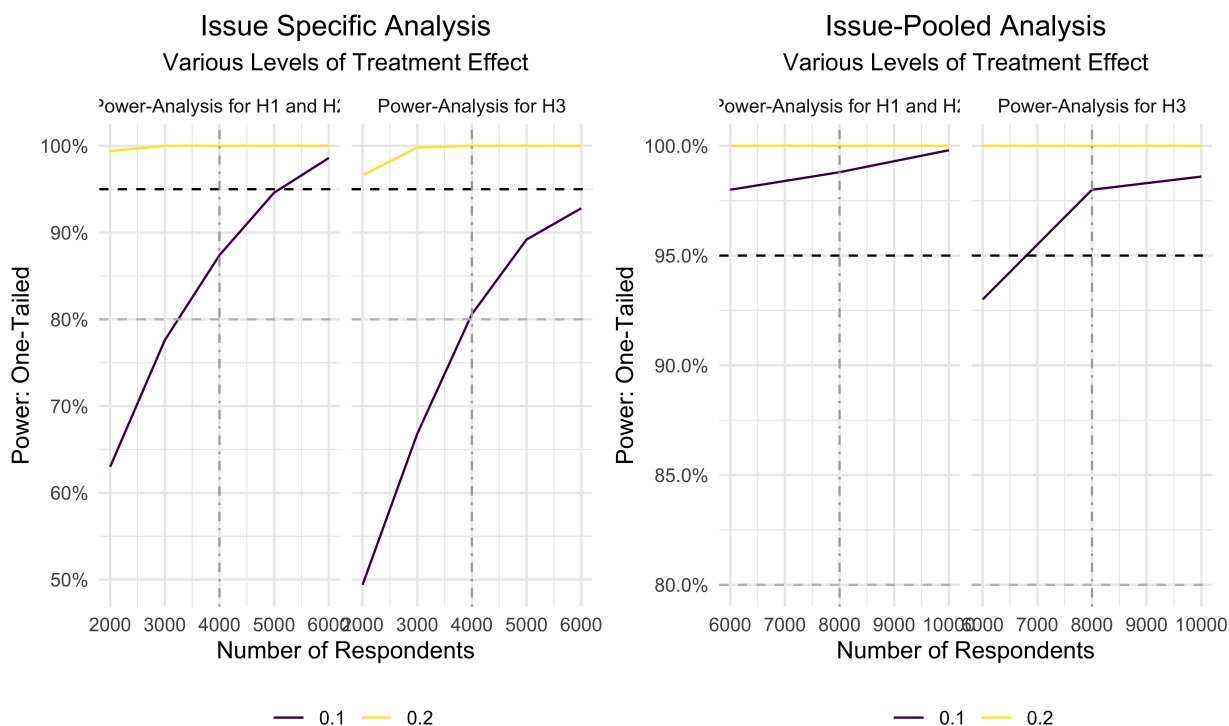 Issue Specific Analysis
Various Levels of Treatment Effect
Power-Analysis for H1 and H2
Power-Analysis for H3
Power: One-Tailed
100%
90%
80%
70%
60%
50%
2000 3000 4000 5000 6000
2000 3000 4000 5000 6000
Number of Respondents
0.1 0.2
Issue-Pooled Analysis
Various Levels of Treatment Effect
Power-Analysis for H1 and H2
Power-Analysis for H3
Power: One-Tailed
100.0%
95.0%
90.0%
85.0%
80.0%
6000 7000 8000 9000 10000
6000 7000 8000 9000 10000
Number of Respondents
0.1 0.2